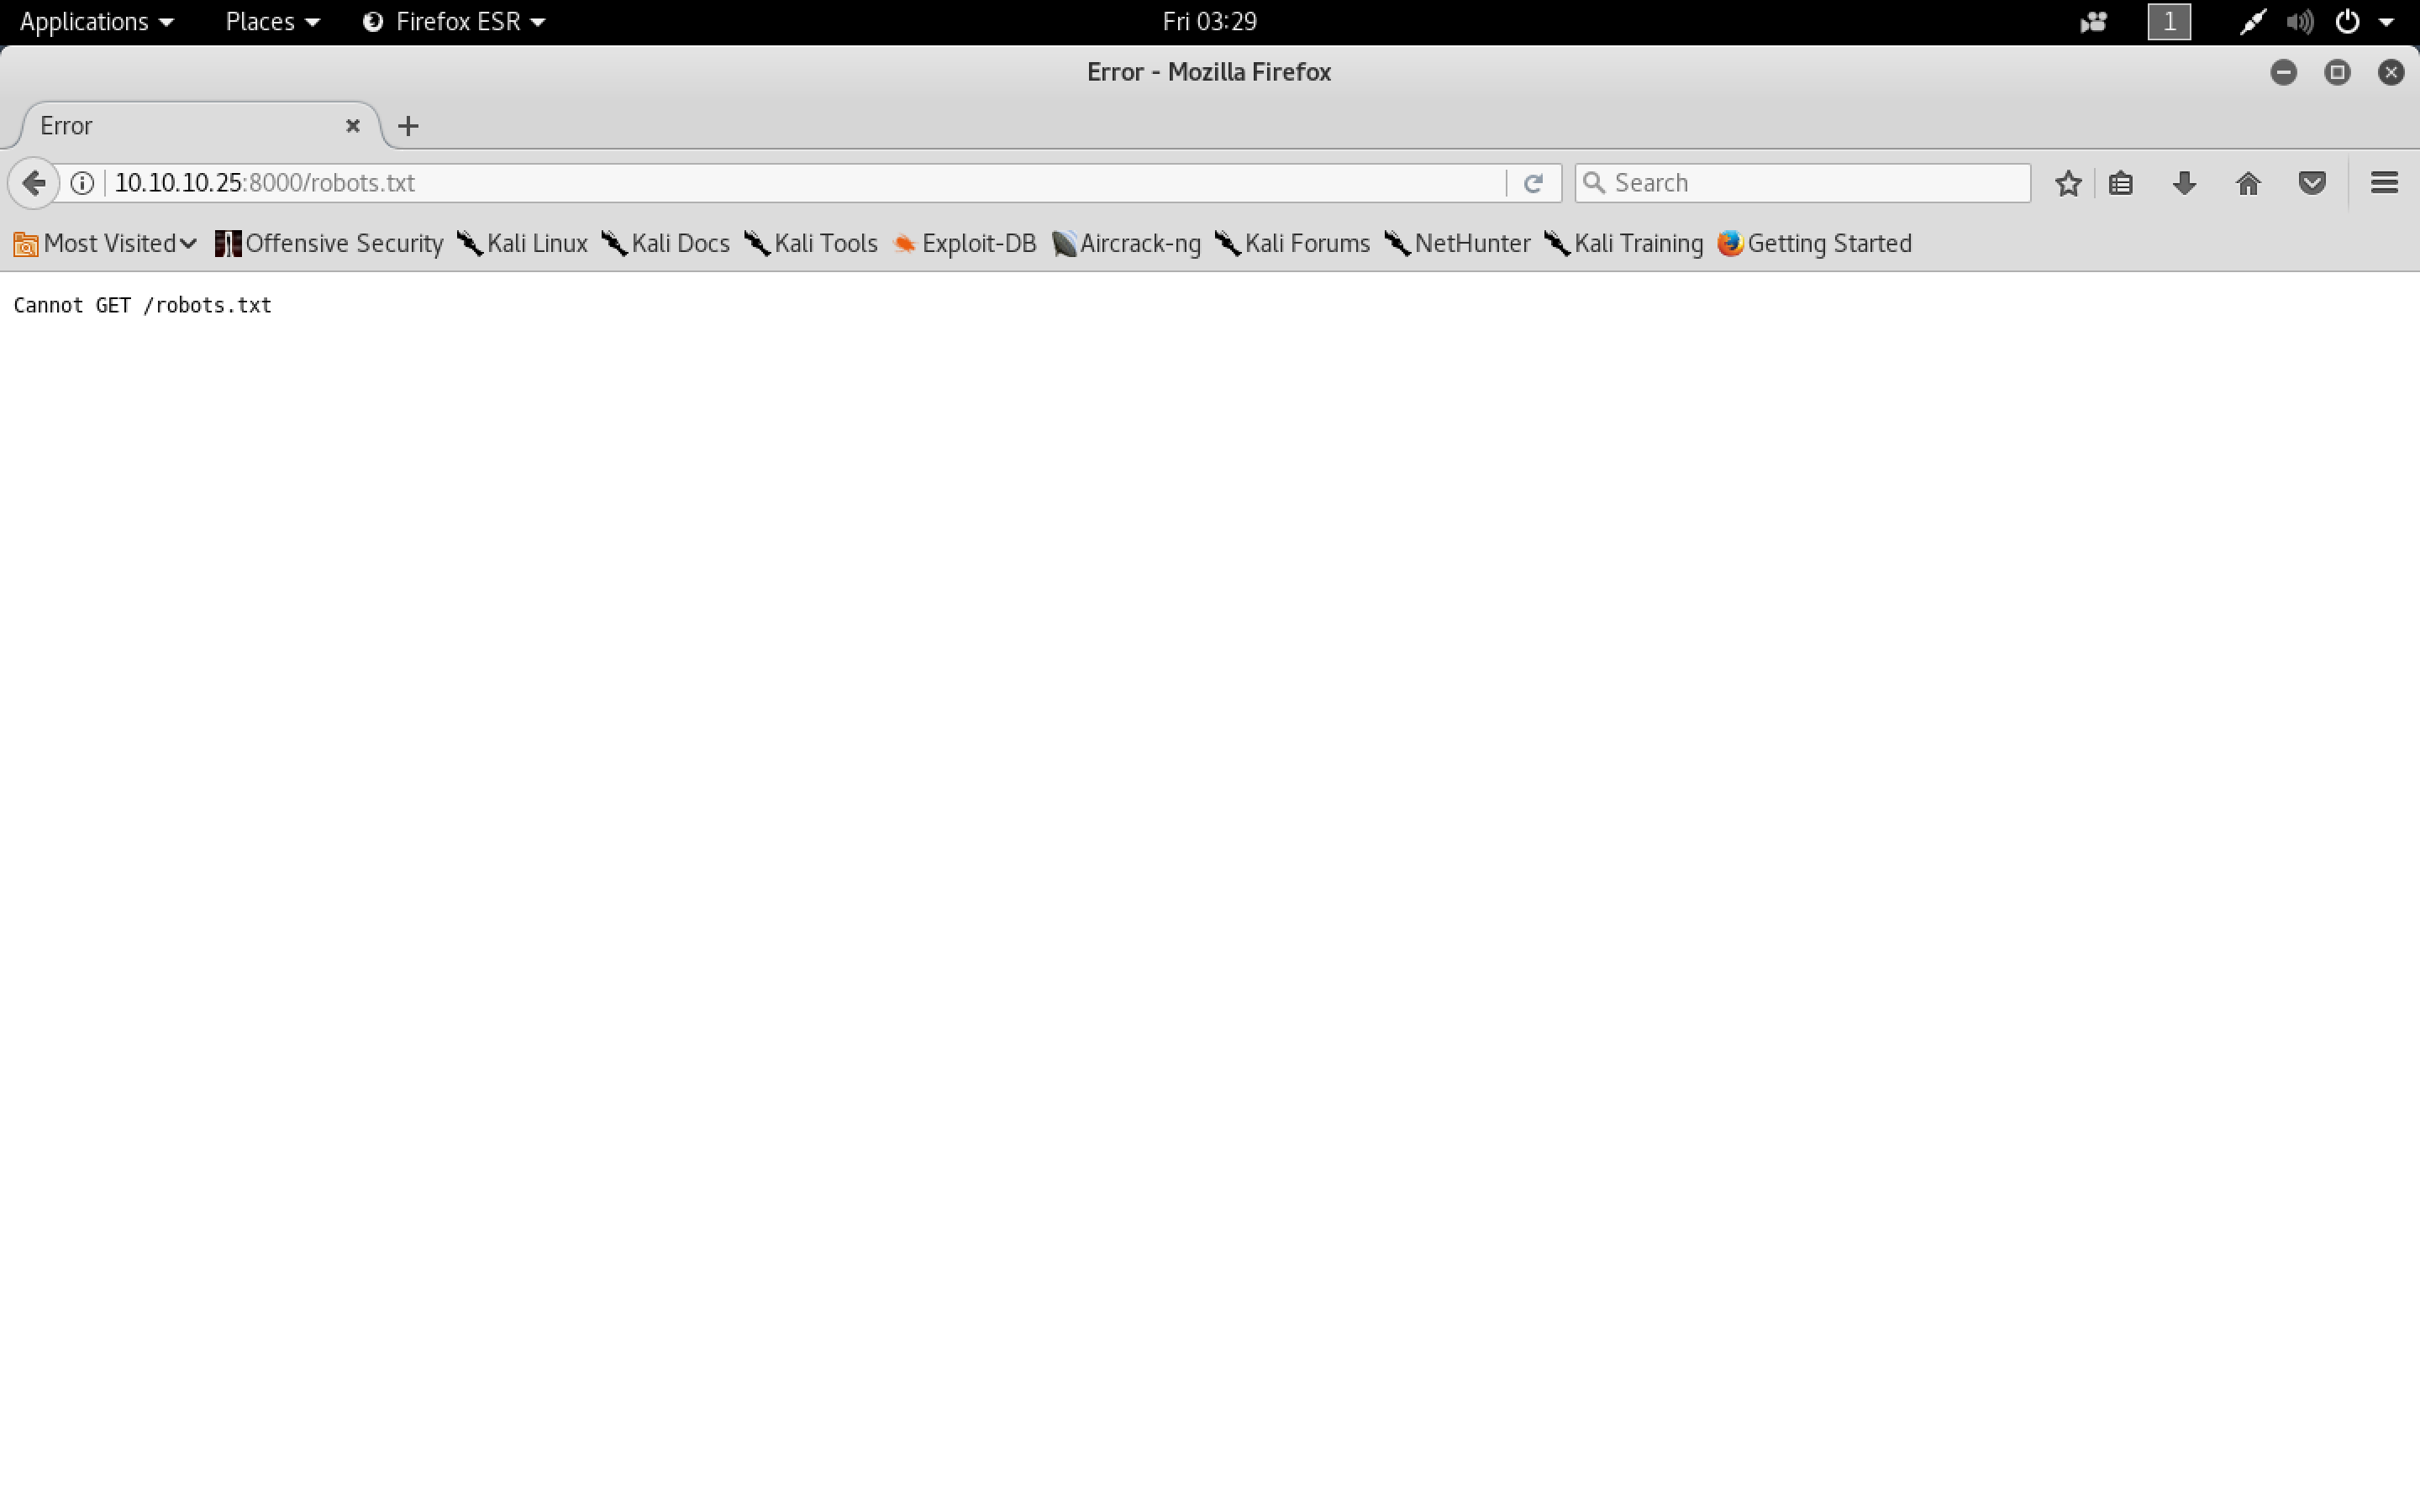 Applications Places Firefox ESR Fri 03:29 1
Error - Mozilla Firefox
Error
10.10.10.25:8000/robots.txt Search
Most Visited Offensive Security Kali Linux Kali Docs Kali Tools Exploit-DB Aircrack-ng Kali Forums NetHunter Kali Training Getting Started
Cannot GET /robots.txt